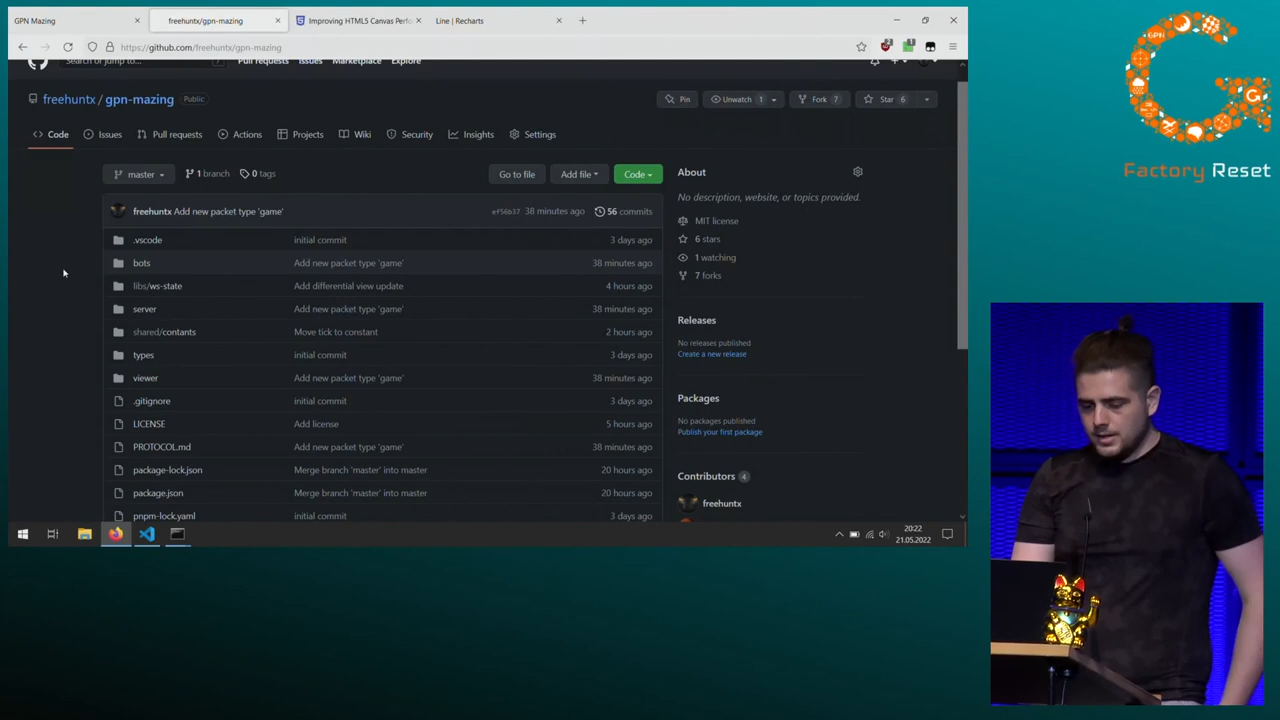 GPN Mazing
freehuntx/gpn-mazing
Improving HTML5 Canvas Perfo
Line | Recharts
https://github.com/freehuntx/gpn-mazing
Search or jump to...
Pull requests
Issues
Marketplace
Explore
freehuntx / gpn-mazing
Public
Pin
Unwatch 1
Fork 7
Star 6
Code
Issues
Pull requests
Actions
Projects
Wiki
Security
Insights
Settings
master
1 branch
0 tags
Go to file
Add file
Code
freehuntx Add new packet type 'game'
ef56b37 38 minutes ago
56 commits
.vscode initial commit 3 days ago
bots Add new packet type 'game' 38 minutes ago
libs/ws-state Add differential view update 4 hours ago
server Add new packet type 'game' 38 minutes ago
shared/contants Move tick to constant 2 hours ago
types initial commit 3 days ago
viewer Add new packet type 'game' 38 minutes ago
.gitignore initial commit 3 days ago
LICENSE Add license 5 hours ago
PROTOCOL.md Add new packet type 'game' 38 minutes ago
package-lock.json Merge branch 'master' into master 20 hours ago
package.json Merge branch 'master' into master 20 hours ago
pnpm-lock.yaml initial commit 3 days ago
About
No description, website, or topics provided.
MIT license
6 stars
1 watching
7 forks
Releases
No releases published
Create a new release
Packages
No packages published
Publish your first package
Contributors 4
freehuntx
20:22
21.05.2022
GPN
Factory Reset